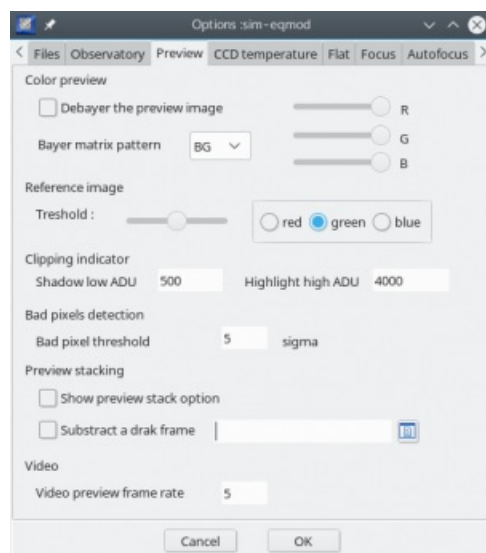 Options :sim-eqmod
Files Observatory Preview CCD temperature Flat Focus Autofocus
Color preview
Debayer the preview image
R
Bayer matrix pattern BG
G
B
Reference image
Treshold :
red green blue
Clipping indicator
Shadow low ADU 500 Highlight high ADU 4000
Bad pixels detection
Bad pixel threshold 5 sigma
Preview stacking
Show preview stack option
Substract a drak frame
Video
Video preview frame rate 5
Cancel OK